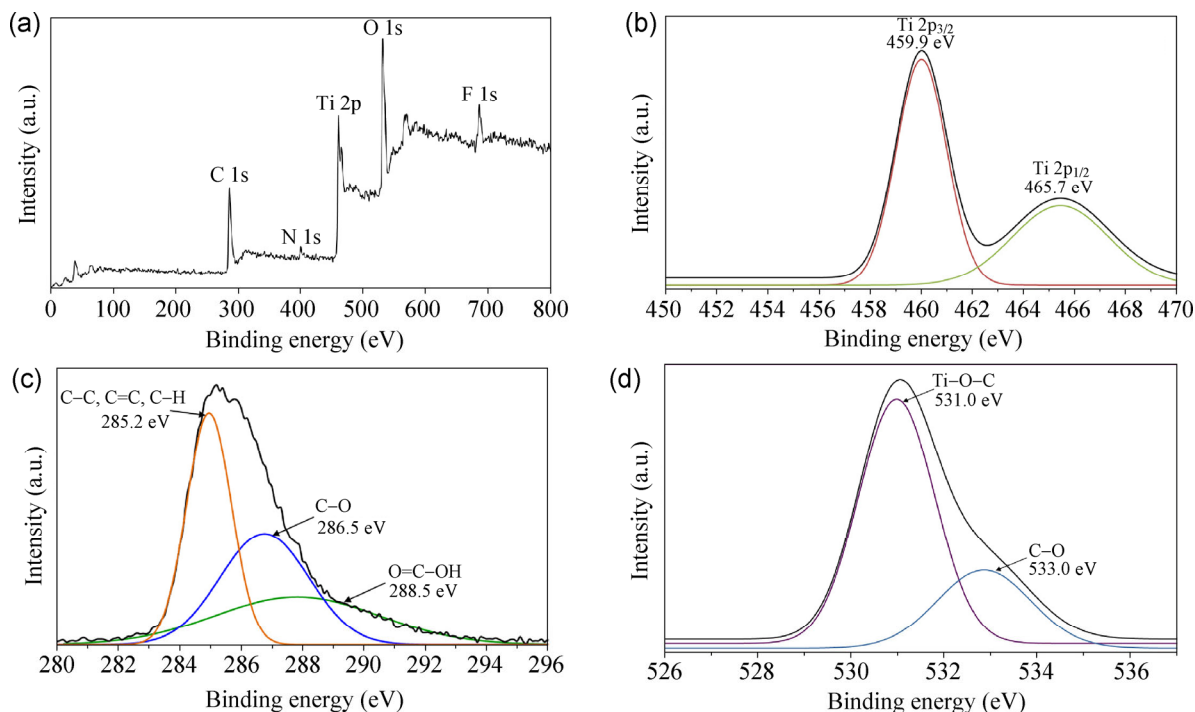 (a)
O 1s
Ti 2p
F 1s
C 1s
N 1s
Intensity (a.u.)
0 100 200 300 400 500 600 700 800
Binding energy (eV)
(b)
Ti 2p3/2
459.9 eV
Ti 2p1/2
465.7 eV
Intensity (a.u.)
450 452 454 456 458 460 462 464 466 468 470
Binding energy (eV)
(c)
C−C, C=C, C−H
285.2 eV
C−O
286.5 eV
O=C−OH
288.5 eV
Intensity (a.u.)
280 282 284 286 288 290 292 294 296
Binding energy (eV)
(d)
Ti−O−C
531.0 eV
C−O
533.0 eV
Intensity (a.u.)
526 528 530 532 534 536
Binding energy (eV)